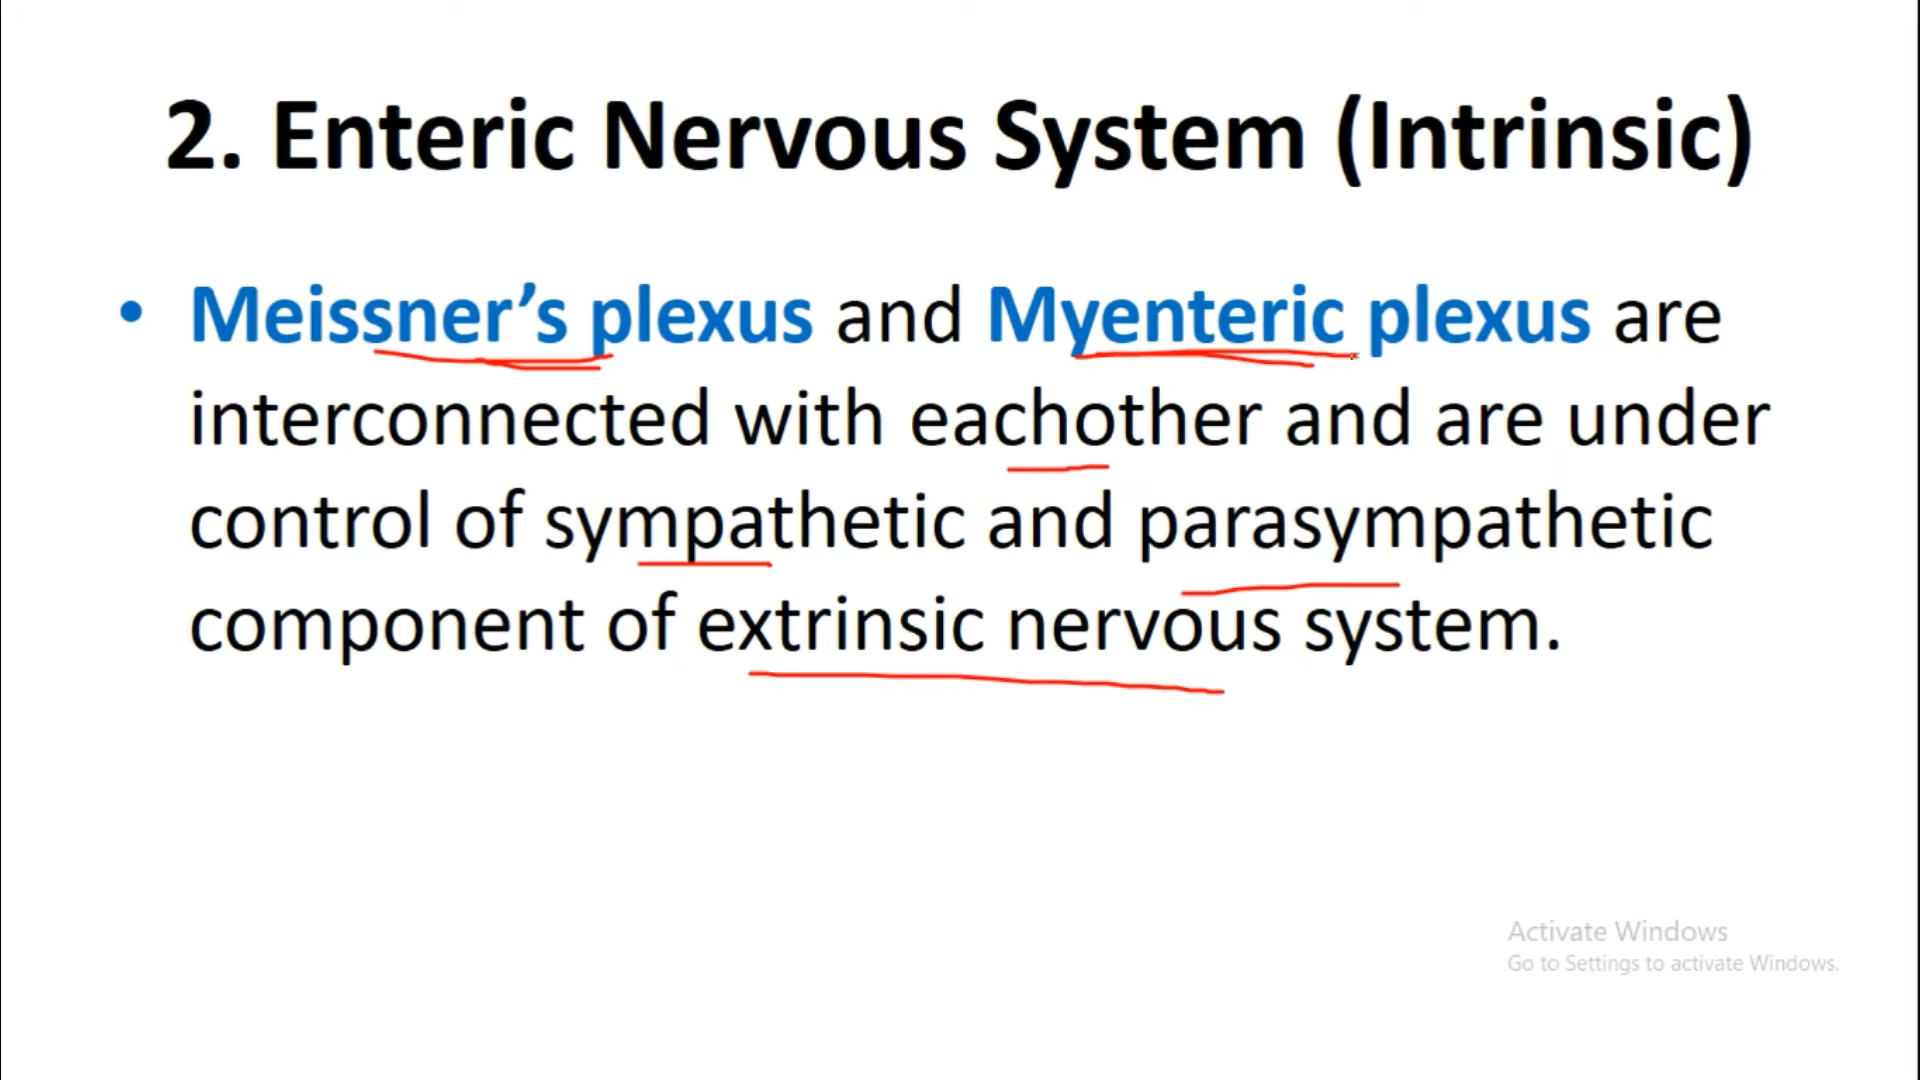 2. Enteric Nervous System (Intrinsic)
• Meissner’s plexus and Myenteric plexus are
interconnected with eachother and are under
control of sympathetic and parasympathetic
component of extrinsic nervous system.
Activate Windows
Go to Settings to activate Windows.